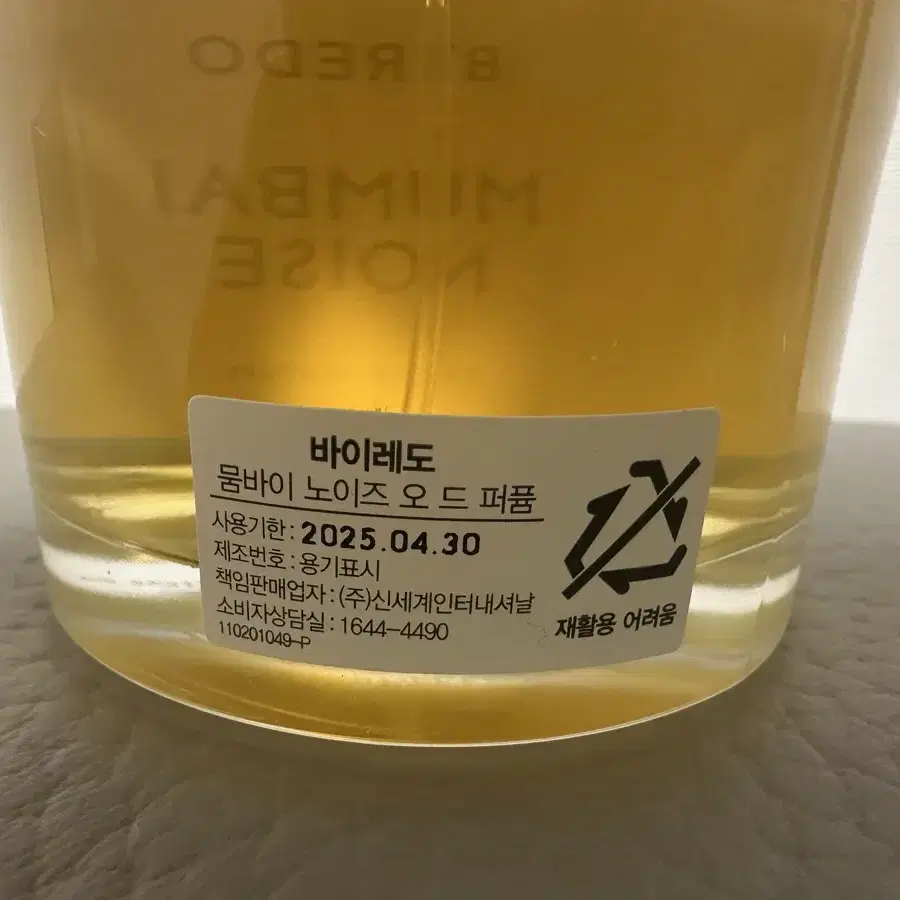 BYREDO
MUMBAI
NOISE
바이레도
뭄바이 노이즈 오 드 퍼퓸
사용기한 : 2025.04.30
제조번호 : 용기표시
책임판매업자 : (주)신세계인터내셔날
소비자상담실 : 1644-4490
110201049-P
재활용 어려움